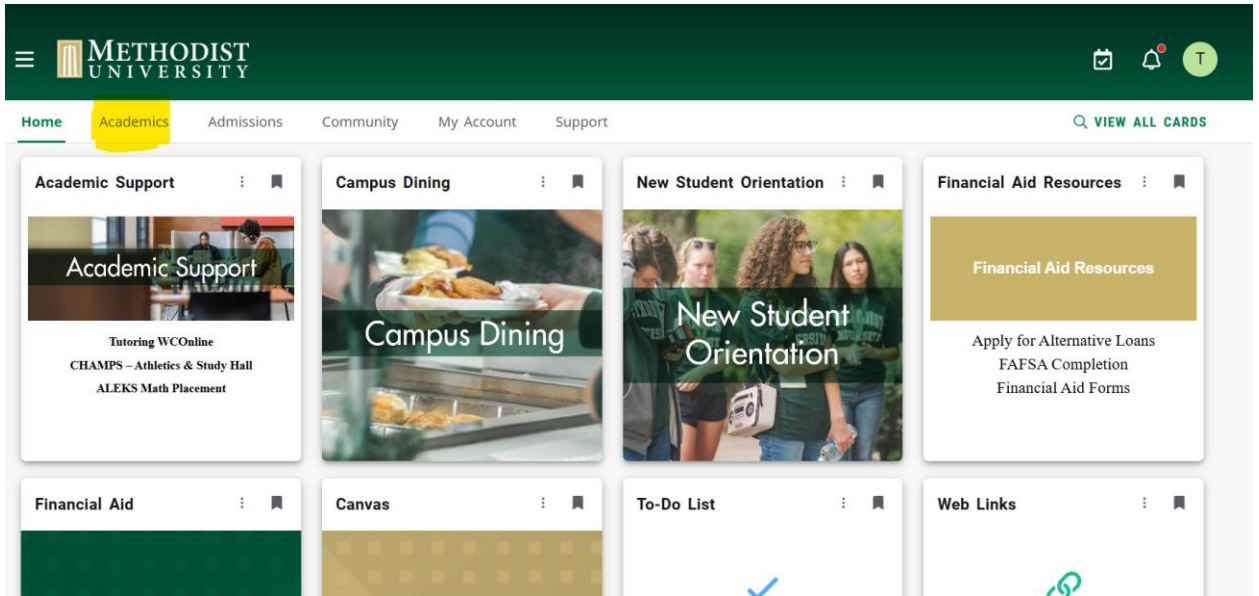 METHODIST
UNIVERSITY
T
Home Academics Admissions Community My Account Support VIEW ALL CARDS
Academic Support
Academic Support
Tutoring WCOnline
CHAMPS – Athletics & Study Hall
ALEKS Math Placement
Campus Dining
Campus Dining
New Student Orientation
New Student
Orientation
Financial Aid Resources
Financial Aid Resources
Apply for Alternative Loans
FAFSA Completion
Financial Aid Forms
Financial Aid
Canvas
To-Do List
Web Links